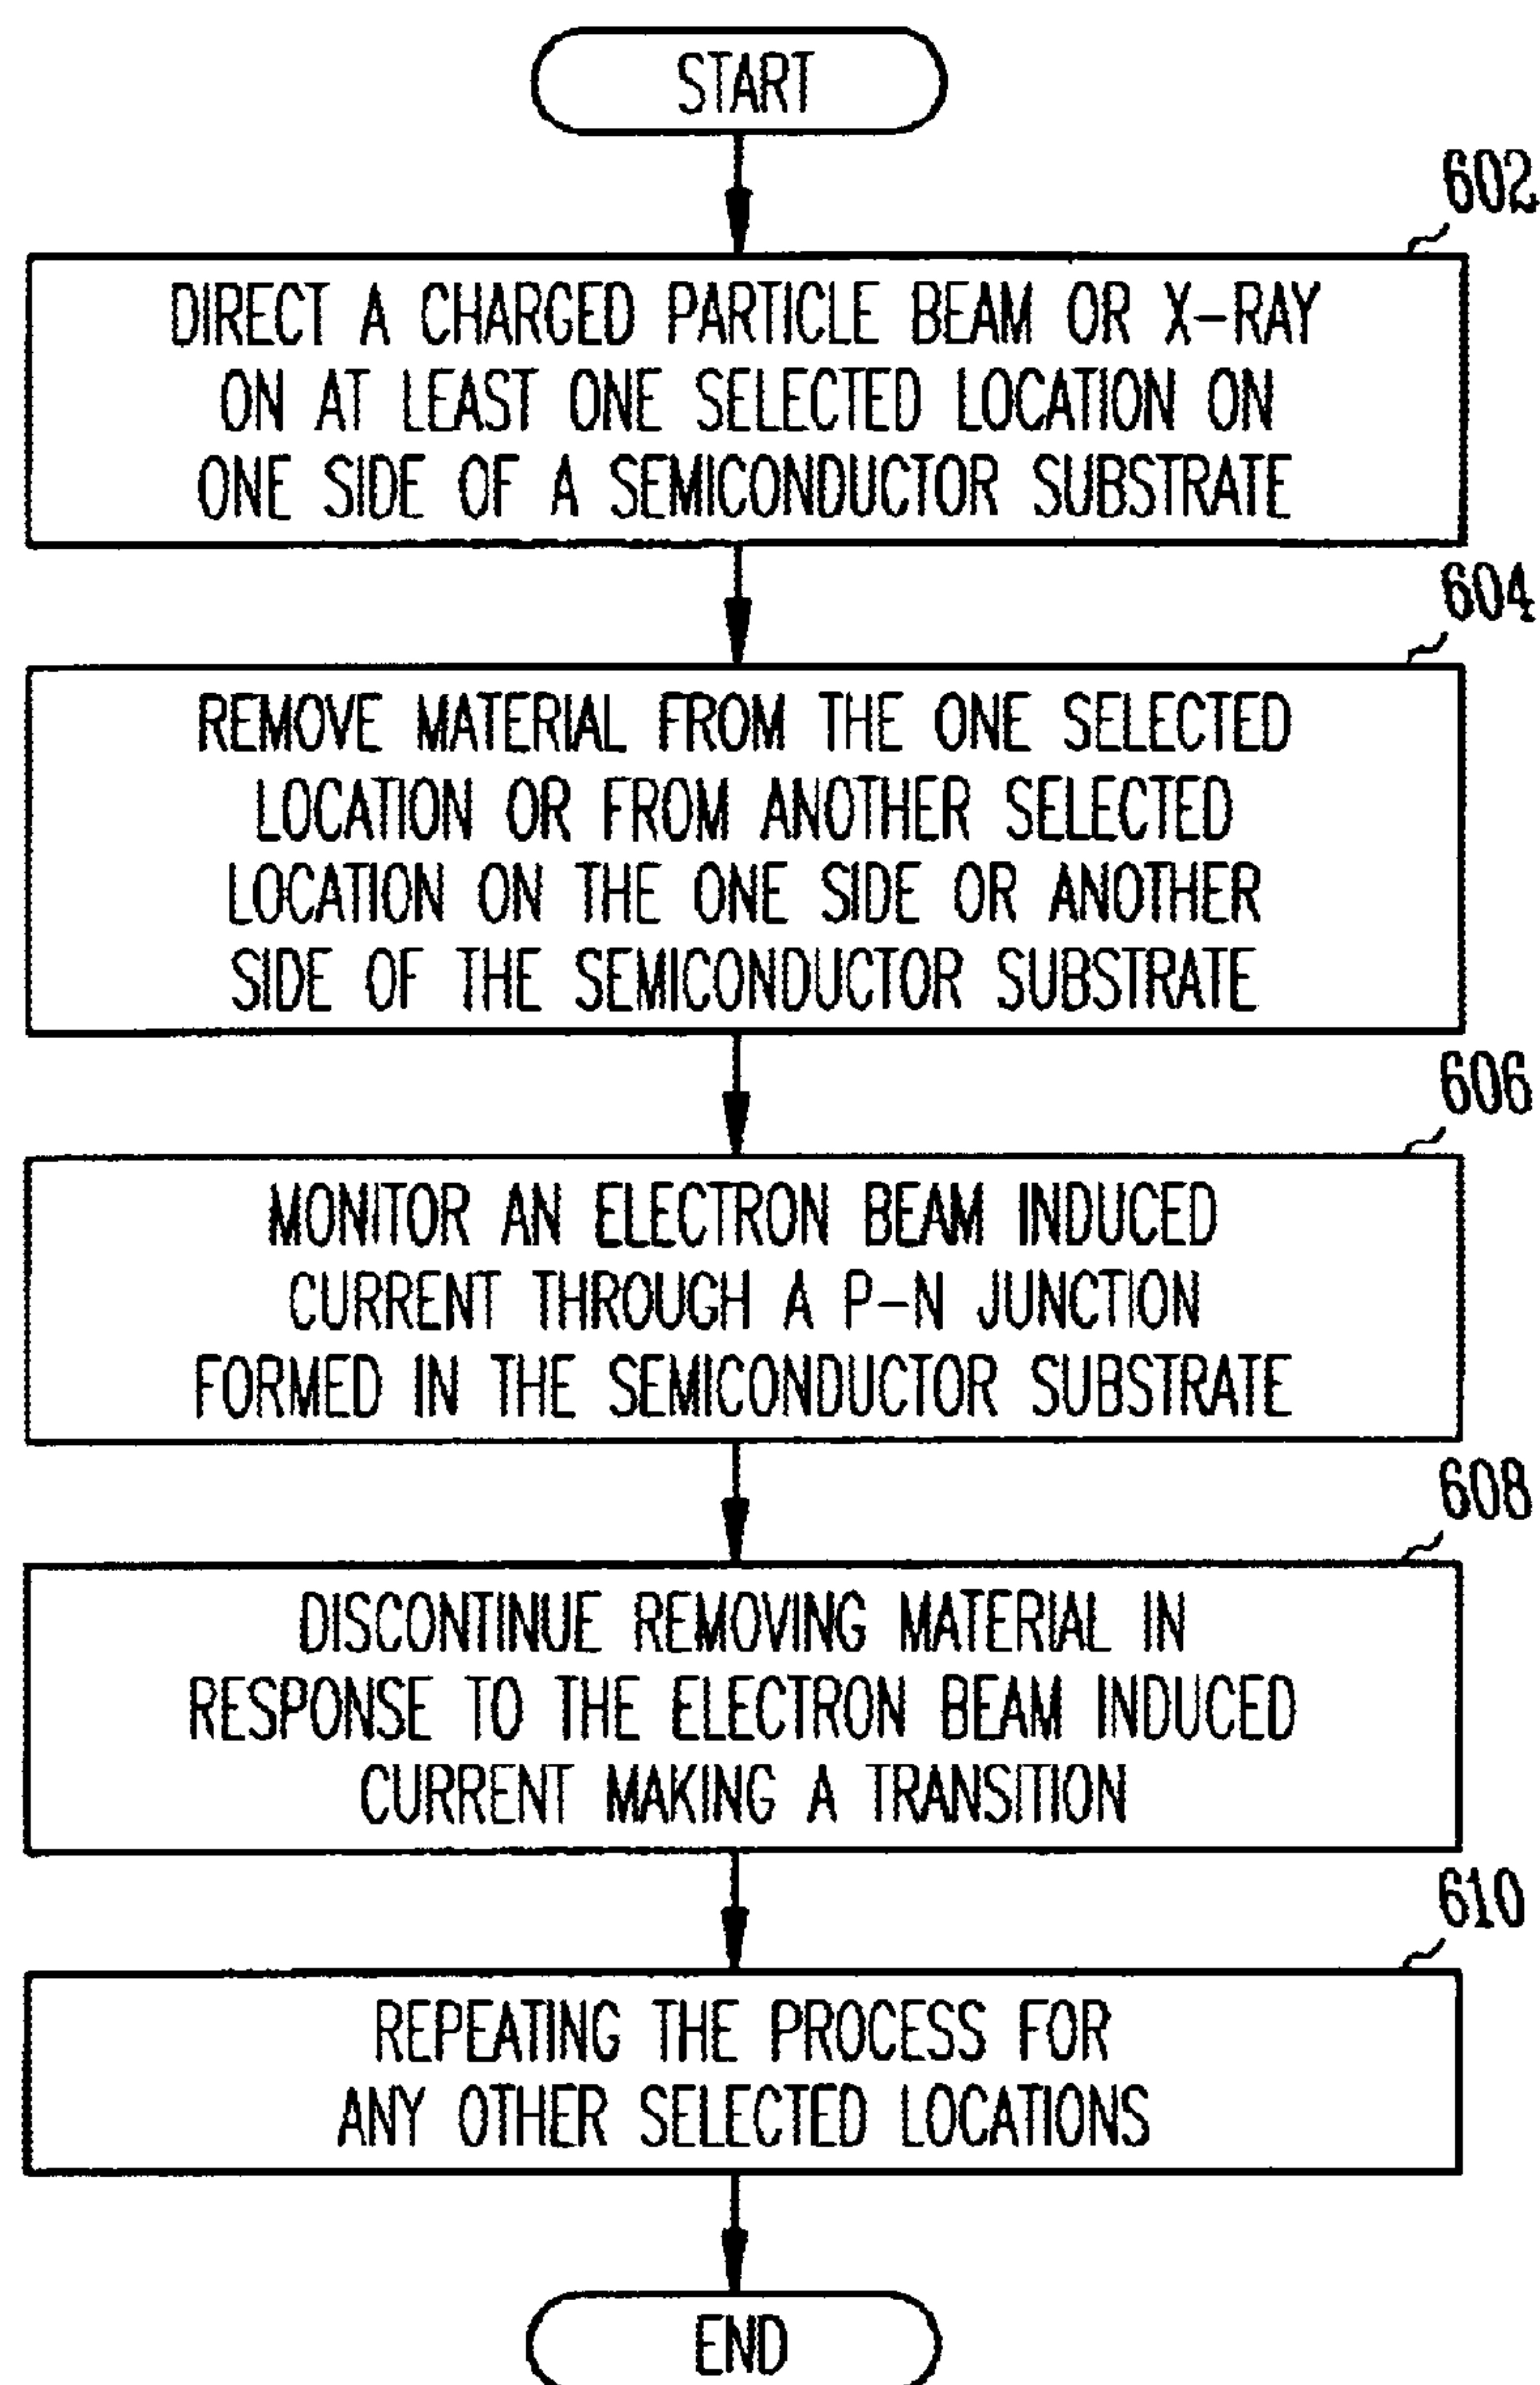 START
602
DIRECT A CHARGED PARTICLE BEAM OR X-RAY
ON AT LEAST ONE SELECTED LOCATION ON
ONE SIDE OF A SEMICONDUCTOR SUBSTRATE
604
REMOVE MATERIAL FROM THE ONE SELECTED
LOCATION OR FROM ANOTHER SELECTED
LOCATION ON THE ONE SIDE OR ANOTHER
SIDE OF THE SEMICONDUCTOR SUBSTRATE
606
MONITOR AN ELECTRON BEAM INDUCED
CURRENT THROUGH A P-N JUNCTION
FORMED IN THE SEMICONDUCTOR SUBSTRATE
608
DISCONTINUE REMOVING MATERIAL IN
RESPONSE TO THE ELECTRON BEAM INDUCED
CURRENT MAKING A TRANSITION
610
REPEATING THE PROCESS FOR
ANY OTHER SELECTED LOCATIONS
END